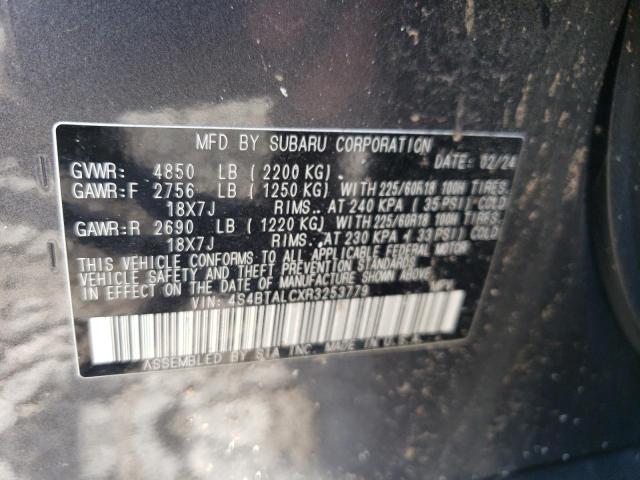 MFD BY SUBARU CORPORATION
DATE: 02/24
GVWR: 4850 LB (2200 KG)
GAWR:F 2756 LB (1250 KG) WITH 225/60R18 100H TIRES,
18X7J RIMS, AT 240 KPA (35 PSI) COLD
GAWR:R 2690 LB (1220 KG) WITH 225/60R18 100H TIRES,
18X7J RIMS, AT 230 KPA (33 PSI) COLD
THIS VEHICLE CONFORMS TO ALL APPLICABLE FEDERAL MOTOR
VEHICLE SAFETY AND THEFT PREVENTION STANDARDS
IN EFFECT ON THE DATE OF MANUFACTURE SHOWN ABOVE.
VIN: 4S4BTALCXR3253779 MPV
ASSEMBLED BY SIA, INC. MADE IN U.S.A.